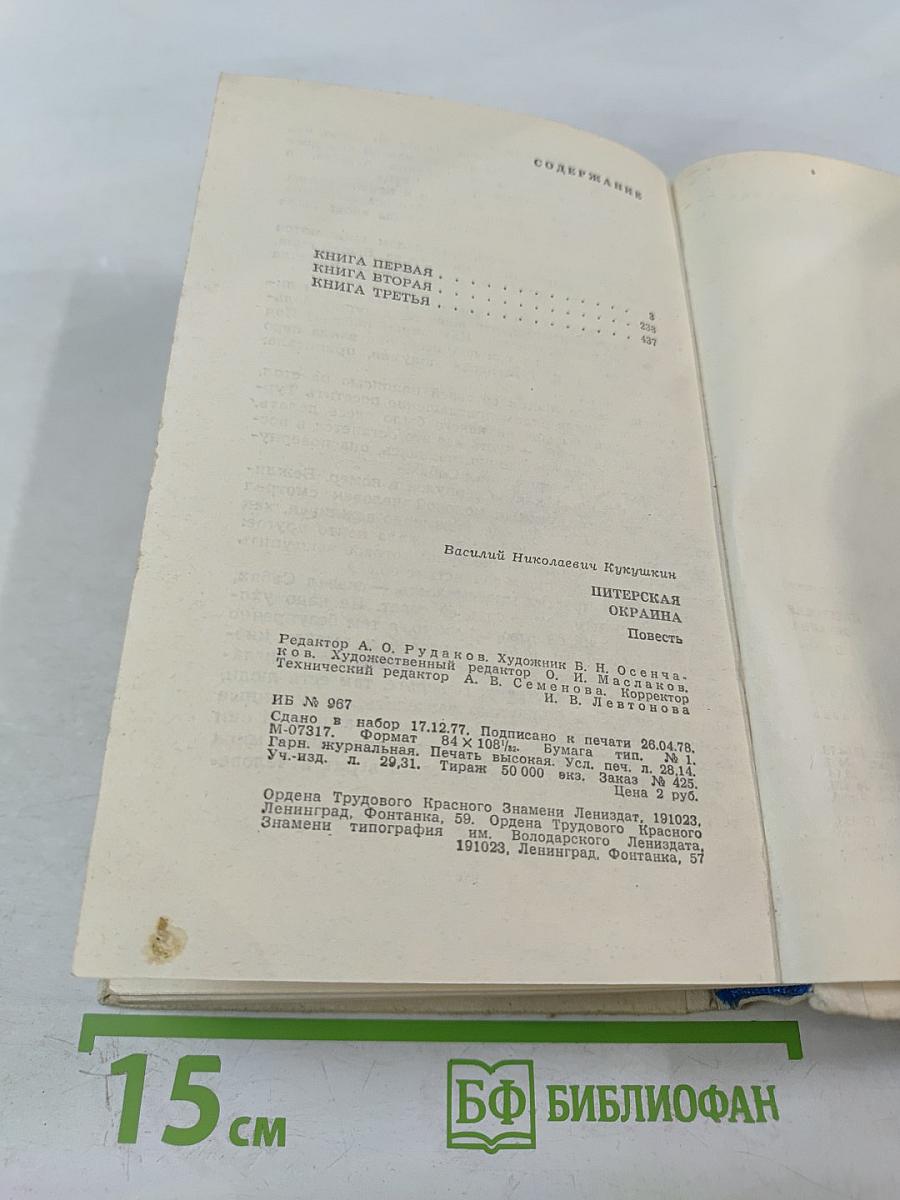 СОДЕРЖАНИЕ
КНИГА ПЕРВАЯ . . . . . . . . . . . 3
КНИГА ВТОРАЯ . . . . . . . . . . . 233
КНИГА ТРЕТЬЯ . . . . . . . . . . . 437
Василий Николаевич Кукушкин
ПИТЕРСКАЯ
ОКРАИНА
Повесть
Редактор А. О. Рудаков. Художник Б. Н. Осенча-
ков. Художественный редактор О. И. Маслаков.
Технический редактор А. В. Семенова. Корректор
И. В. Левтонова
ИБ № 967
Сдано в набор 17.12.77. Подписано к печати 26.04.78.
М-07317. Формат 84×108 1/32. Бумага тип. № 1.
Гарн. журнальная. Печать высокая. Усл. печ. л. 28,14.
Уч.-изд. л. 29,31. Тираж 50 000 экз. Заказ № 425.
Цена 2 руб.
Ордена Трудового Красного Знамени Лениздат, 191023,
Ленинград, Фонтанка, 59. Ордена Трудового Красного
Знамени типография им. Володарского Лениздата,
191023, Ленинград, Фонтанка, 57
15 см
БФ БИБЛИОФАН